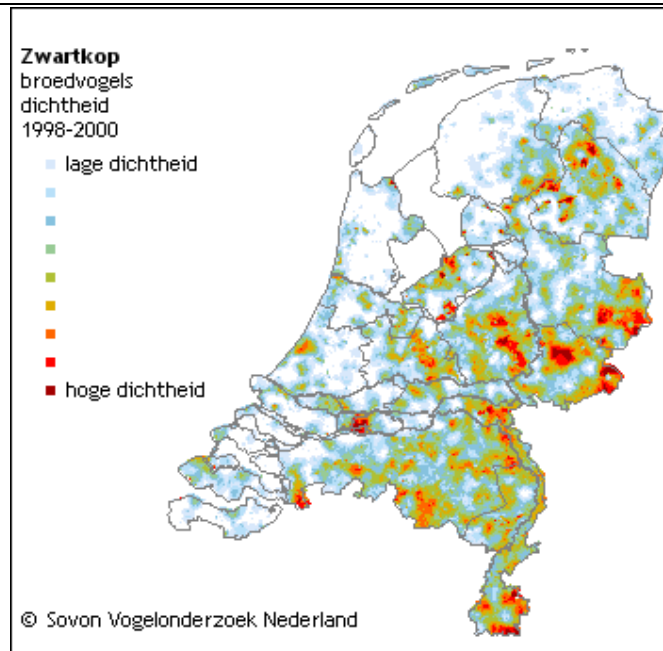 Zwartkop
broedvogels
dichtheid
1998-2000
lage dichtheid
hoge dichtheid
© Sovon Vogelonderzoek Nederland